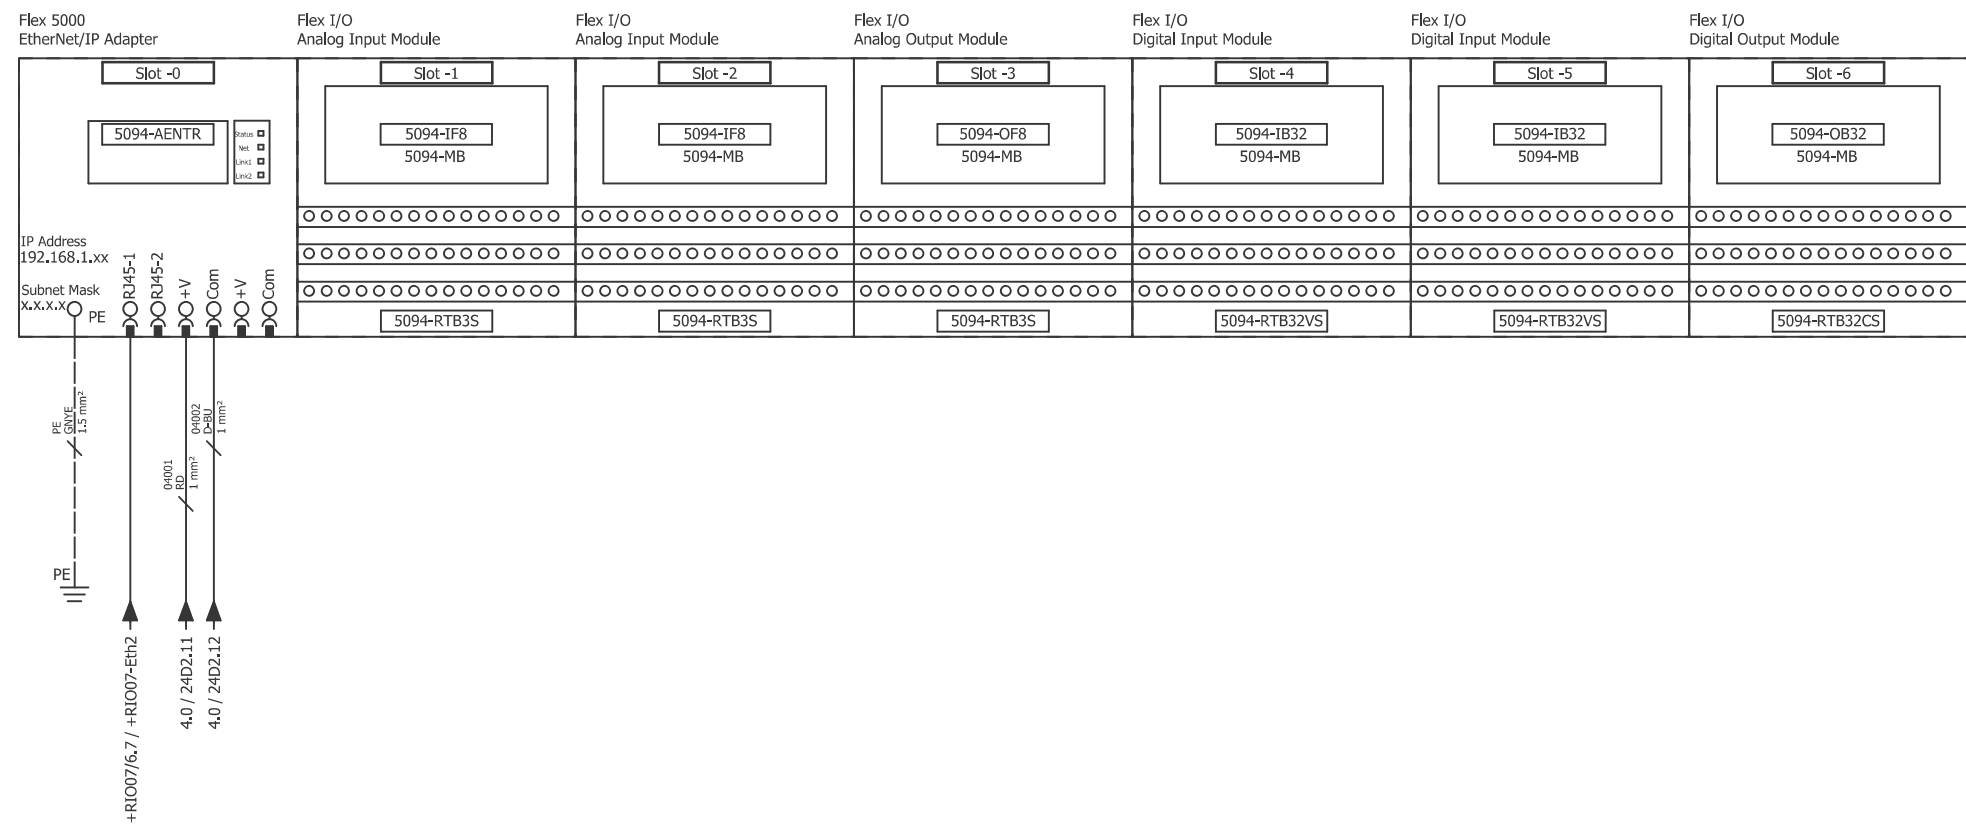 Flex 5000
EtherNet/IP Adapter
Flex I/O
Analog Input Module
Flex I/O
Analog Input Module
Flex I/O
Analog Output Module
Flex I/O
Digital Input Module
Flex I/O
Digital Input Module
Flex I/O
Digital Output Module
Slot -0
Slot -1
Slot -2
Slot -3
Slot -4
Slot -5
Slot -6
5094-AENTR
Status
Net
Link1
Link2
5094-IF8
5094-MB
5094-IF8
5094-MB
5094-OF8
5094-MB
5094-IB32
5094-MB
5094-IB32
5094-MB
5094-OB32
5094-MB
IP Address
192.168.1.xx
Subnet Mask
x.x.x.x
PE
RJ45-1
RJ45-2
+V
Com
+V
Com
5094-RTB3S
5094-RTB3S
5094-RTB3S
5094-RTB32VS
5094-RTB32VS
5094-RTB32CS
PE
GNYE
1.5 mm²
04001
RD
1 mm²
04002
D-BU
1 mm²
PE
+RIO07/6.7 / +RIO07-Eth2
4.0 / 24D2.11
4.0 / 24D2.12